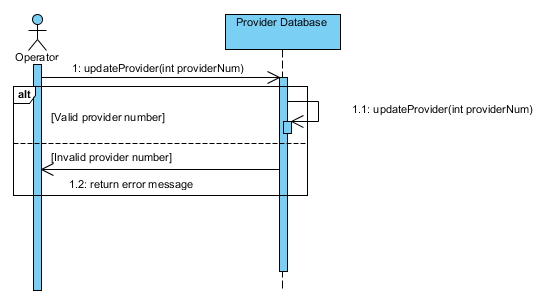 Provider Database
Operator
1: updateProvider(int providerNum)
alt
1.1: updateProvider(int providerNum)
[Valid provider number]
[Invalid provider number]
1.2: return error message